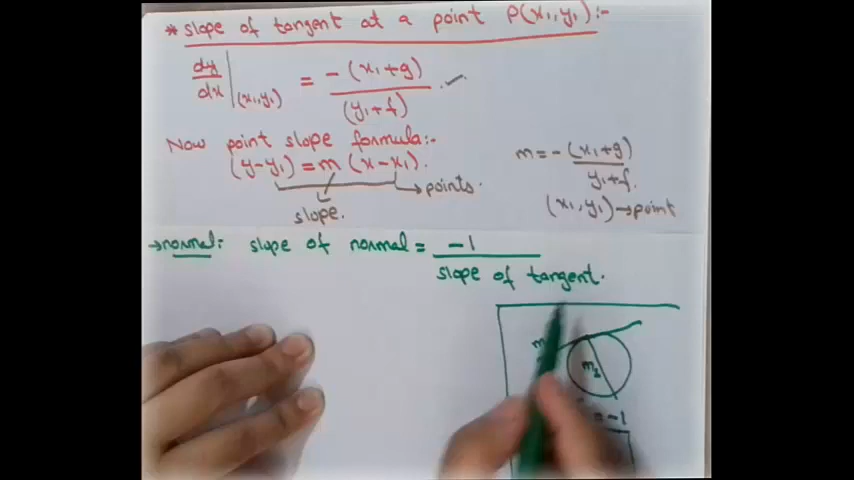 * slope of tangent at a point P(x₁,y₁):-
dy/dx |(x₁,y₁) = -(x₁+g)/(y₁+f) . ✓
Now point slope formula:-
(y-y₁) = m (x-x₁).
slope.
points.
m = -(x₁+g)/y₁+f.
(x₁,y₁)→point
→normal: slope of normal = -1/slope of tangent.
m
m₂
= -1